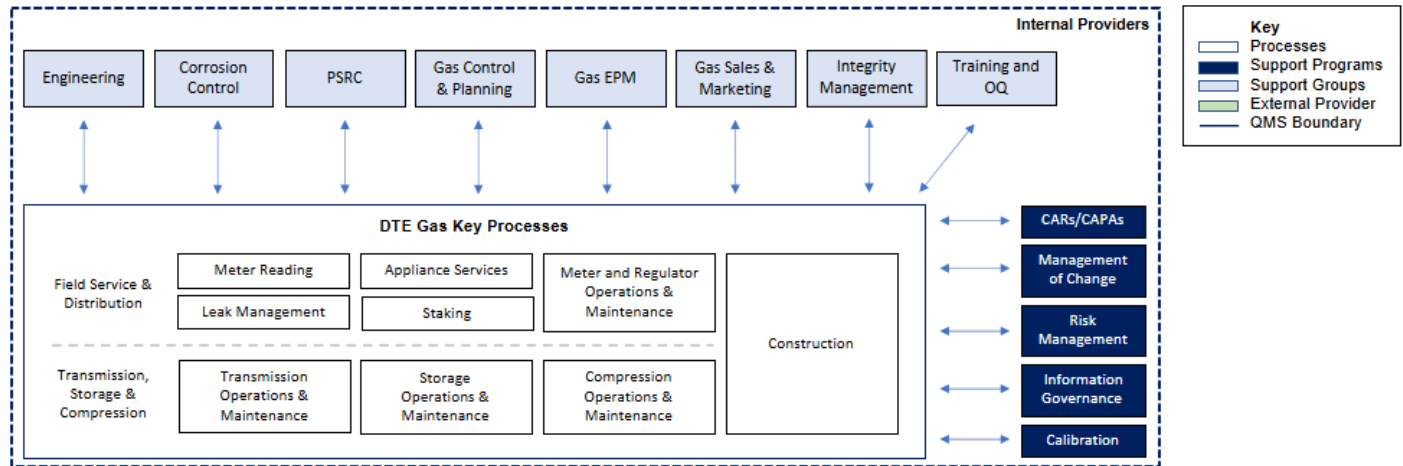 Internal Providers
Engineering
Corrosion
Control
PSRC
Gas Control
& Planning
Gas EPM
Gas Sales &
Marketing
Integrity
Management
Training and
OQ
Key
Processes
Support Programs
Support Groups
External Provider
QMS Boundary
DTE Gas Key Processes
Field Service &
Distribution
Meter Reading
Appliance Services
Meter and Regulator
Operations &
Maintenance
Leak Management
Staking
Construction
Transmission,
Storage &
Compression
Transmission
Operations &
Maintenance
Storage
Operations &
Maintenance
Compression
Operations &
Maintenance
CARs/CAPAs
Management
of Change
Risk
Management
Information
Governance
Calibration